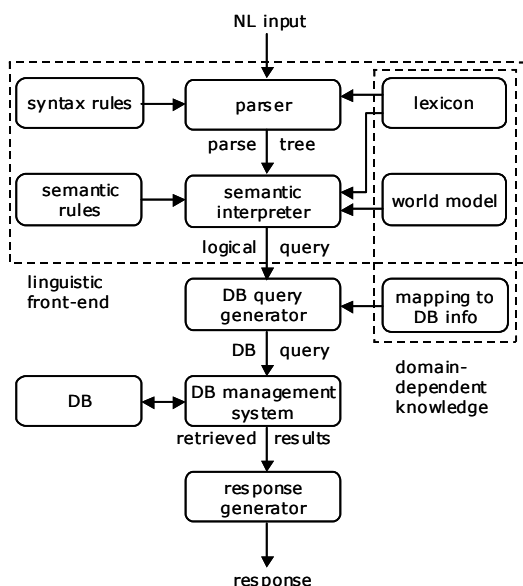 NL input
syntax rules
parser
lexicon
parse tree
semantic
rules
semantic
interpreter
world model
logical query
linguistic
front-end
DB query
generator
mapping to
DB info
DB query
domain-
dependent
knowledge
DB
DB management
system
retrieved results
response
generator
response